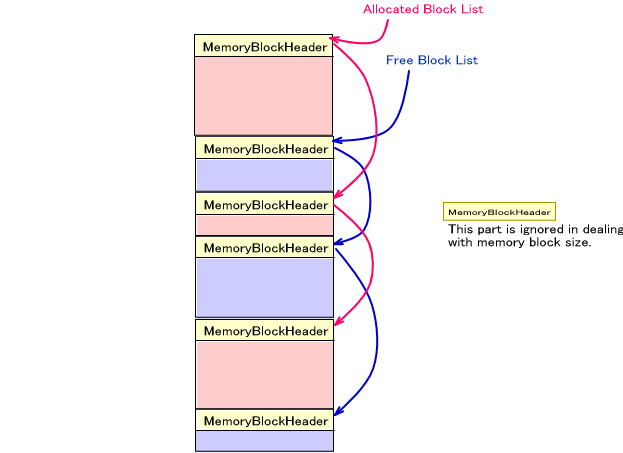 Allocated Block List
MemoryBlockHeader
Free Block List
MemoryBlockHeader
MemoryBlockHeader
MemoryBlockHeader
MemoryBlockHeader
MemoryBlockHeader
MemoryBlockHeader
This part is ignored in dealing
with memory block size.